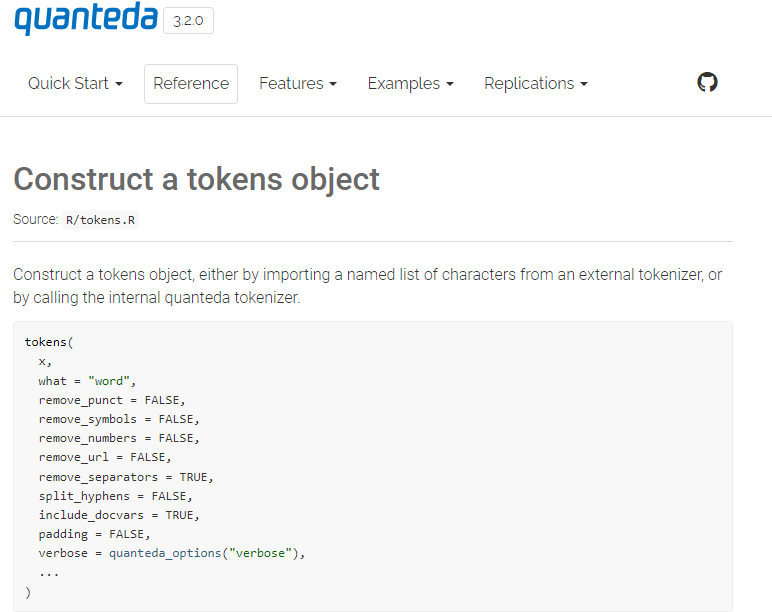 quanteda 3.2.0
Quick Start Reference Features Examples Replications
Construct a tokens object
Source: R/tokens.R
Construct a tokens object, either by importing a named list of characters from an external tokenizer, or
by calling the internal quanteda tokenizer.
tokens(
  x,
  what = "word",
  remove_punct = FALSE,
  remove_symbols = FALSE,
  remove_numbers = FALSE,
  remove_url = FALSE,
  remove_separators = TRUE,
  split_hyphens = FALSE,
  include_docvars = TRUE,
  padding = FALSE,
  verbose = quanteda_options("verbose"),
  ...
)